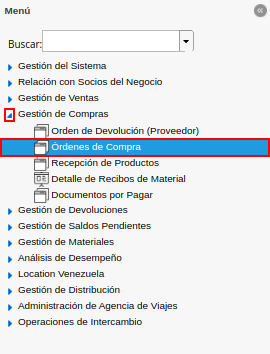 Menú
Buscar:
Gestión del Sistema
Relación con Socios del Negocio
Gestión de Ventas
Gestión de Compras
Orden de Devolución (Proveedor)
Órdenes de Compra
Recepción de Productos
Detalle de Recibos de Material
Documentos por Pagar
Gestión de Devoluciones
Gestión de Saldos Pendientes
Gestión de Materiales
Análisis de Desempeño
Location Venezuela
Gestión de Distribución
Administración de Agencia de Viajes
Operaciones de Intercambio